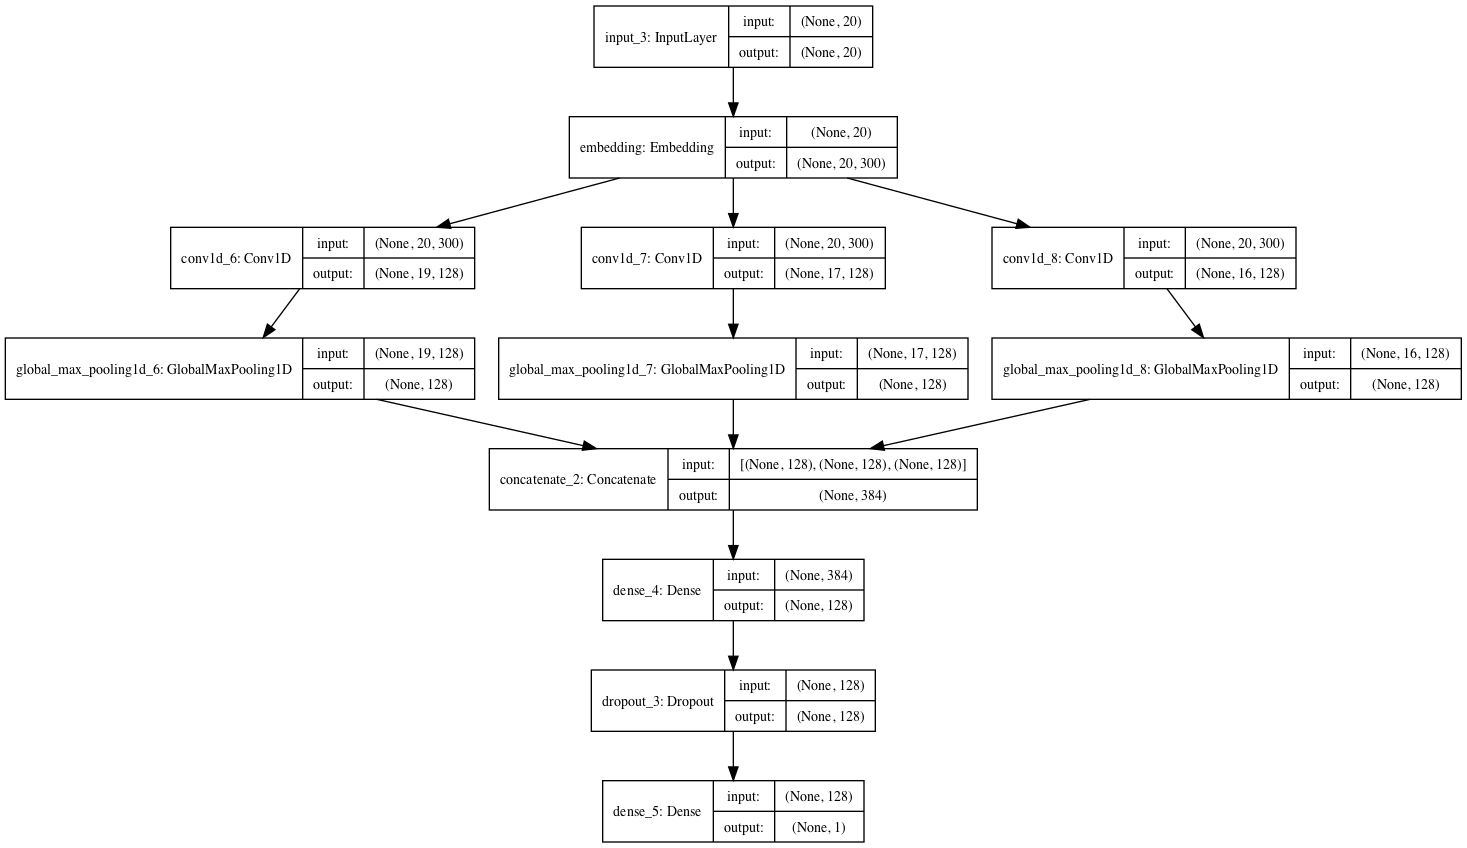 input_3: InputLayer
input:
(None, 20)
output:
(None, 20)
embedding: Embedding
input:
(None, 20)
output:
(None, 20, 300)
conv1d_6: Conv1D
input:
(None, 20, 300)
output:
(None, 19, 128)
conv1d_7: Conv1D
input:
(None, 20, 300)
output:
(None, 17, 128)
conv1d_8: Conv1D
input:
(None, 20, 300)
output:
(None, 16, 128)
global_max_pooling1d_6: GlobalMaxPooling1D
input:
(None, 19, 128)
output:
(None, 128)
global_max_pooling1d_7: GlobalMaxPooling1D
input:
(None, 17, 128)
output:
(None, 128)
global_max_pooling1d_8: GlobalMaxPooling1D
input:
(None, 16, 128)
output:
(None, 128)
concatenate_2: Concatenate
input:
[(None, 128), (None, 128), (None, 128)]
output:
(None, 384)
dense_4: Dense
input:
(None, 384)
output:
(None, 128)
dropout_3: Dropout
input:
(None, 128)
output:
(None, 128)
dense_5: Dense
input:
(None, 128)
output:
(None, 1)